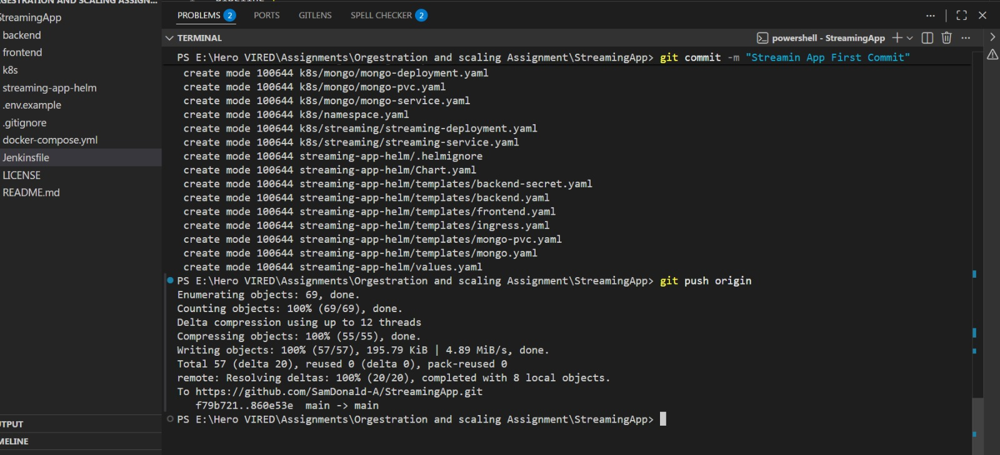 GESTRATION AND SCALING ASSIGN...
StreamingApp
backend
frontend
k8s
streaming-app-helm
.env.example
.gitignore
docker-compose.yml
Jenkinsfile
LICENSE
README.md
TPUT
MELINE
PROBLEMS 2 PORTS GITLENS SPELL CHECKER 2
TERMINAL powershell - StreamingApp
PS E:\Hero VIRED\Assignments\Orgestration and scaling Assignment\StreamingApp> git commit -m "Streamin App First Commit"
create mode 100644 k8s/mongo/mongo-deployment.yaml
create mode 100644 k8s/mongo/mongo-pvc.yaml
create mode 100644 k8s/mongo/mongo-service.yaml
create mode 100644 k8s/namespace.yaml
create mode 100644 k8s/streaming/streaming-deployment.yaml
create mode 100644 k8s/streaming/streaming-service.yaml
create mode 100644 streaming-app-helm/.helmignore
create mode 100644 streaming-app-helm/Chart.yaml
create mode 100644 streaming-app-helm/templates/backend-secret.yaml
create mode 100644 streaming-app-helm/templates/backend.yaml
create mode 100644 streaming-app-helm/templates/frontend.yaml
create mode 100644 streaming-app-helm/templates/ingress.yaml
create mode 100644 streaming-app-helm/templates/mongo-pvc.yaml
create mode 100644 streaming-app-helm/templates/mongo.yaml
create mode 100644 streaming-app-helm/values.yaml
PS E:\Hero VIRED\Assignments\Orgestration and scaling Assignment\StreamingApp> git push origin
Enumerating objects: 69, done.
Counting objects: 100% (69/69), done.
Delta compression using up to 12 threads
Compressing objects: 100% (55/55), done.
Writing objects: 100% (57/57), 195.79 KiB | 4.89 MiB/s, done.
Total 57 (delta 20), reused 0 (delta 0), pack-reused 0
remote: Resolving deltas: 100% (20/20), completed with 8 local objects.
To https://github.com/SamDonald-A/StreamingApp.git
f79b721..860e53e main -> main
PS E:\Hero VIRED\Assignments\Orgestration and scaling Assignment\StreamingApp>